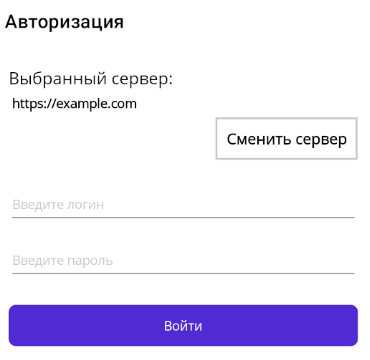 Авторизация
Выбранный сервер:
https://example.com
Сменить сервер
Введите логин
Введите пароль
Войти